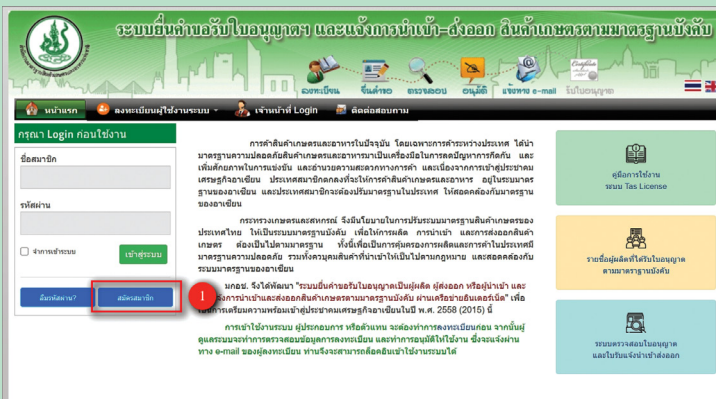 ระบบยื่นคำขอรับใบอนุญาตฯ และแจ้งการนำเข้า-ส่งออก สินค้าเกษตรตามมาตรฐานบังคับ
ลงทะเบียน ยื่นคำขอ ตรวจสอบ อนุมัติ แจ้งทาง e-mail รับใบอนุญาต
หน้าแรก ลงทะเบียนผู้ใช้งานระบบ เจ้าหน้าที่ Login ติดต่อสอบถาม
กรุณา Login ก่อนใช้งาน
ชื่อสมาชิก
รหัสผ่าน
จำการเข้าระบบ
เข้าสู่ระบบ
ลืมรหัสผ่าน?
สมัครสมาชิก
1
การค้าสินค้าเกษตรและอาหารในปัจจุบัน โดยเฉพาะการค้าระหว่างประเทศ ได้นำ
มาตรฐานความปลอดภัยสินค้าเกษตรและอาหารมาเป็นเครื่องมือในการลดปัญหาการกีดกัน และ
เพิ่มศักยภาพในการแข่งขัน และอำนวยความสะดวกทางการค้า และเนื่องจากการเข้าสู่ประชาคม
เศรษฐกิจอาเซียน ประเทศสมาชิกตกลงที่จะให้การค้าสินค้าเกษตรและอาหาร อยู่ในระบบมาตร
ฐานของอาเซียน และประเทศสมาชิกจะต้องปรับมาตรฐานในประเทศ ให้สอดคล้องกับมาตรฐาน
ของอาเซียน
กระทรวงเกษตรและสหกรณ์ จึงมีนโยบายในการปรับระบบมาตรฐานสินค้าเกษตรของ
ประเทศไทย ให้เป็นระบบมาตรฐานบังคับ เพื่อให้การผลิต การนำเข้า และการส่งออกสินค้า
เกษตร ต้องเป็นไปตามมาตรฐาน ทั้งนี้เพื่อเป็นการคุ้มครองการผลิตและการค้าในประเทศมี
มาตรฐานความปลอดภัย รวมทั้งควบคุมสินค้าที่นำเข้าให้เป็นไปตามกฎหมาย และสอดคล้องกับ
ระบบมาตรฐานของอาเซียน
มกอช. จึงได้พัฒนา "ระบบยื่นคำขอรับใบอนุญาตเป็นผู้ผลิต ผู้ส่งออก หรือผู้นำเข้า และ
การนำเข้าและส่งออกสินค้าเกษตรตามมาตรฐานบังคับ ผ่านเครือข่ายอินเตอร์เน็ต" เพื่อ
เป็นการเตรียมความพร้อมเข้าสู่ประชาคมเศรษฐกิจอาเซียนในปี พ.ศ. 2558 (2015) นี้
การเข้าใช้งานระบบ ผู้ประกอบการ หรือตัวแทน จะต้องทำการลงทะเบียนก่อน จากนั้นผู้
ดูแลระบบจะทำการตรวจสอบข้อมูลการลงทะเบียน และทำการอนุมัติให้ใช้งาน ซึ่งจะแจ้งผ่าน
ทาง e-mail ของผู้ลงทะเบียน ท่านจึงจะสามารถล็อคอินเข้าใช้งานระบบได้
คู่มือการใช้งาน
ระบบ Tas License
รายชื่อผู้ผลิตที่ได้รับใบอนุญาต
ตามมาตราฐานบังคับ
ระบบตรวจสอบใบอนุญาต
และใบรับแจ้งนำเข้าส่งออก